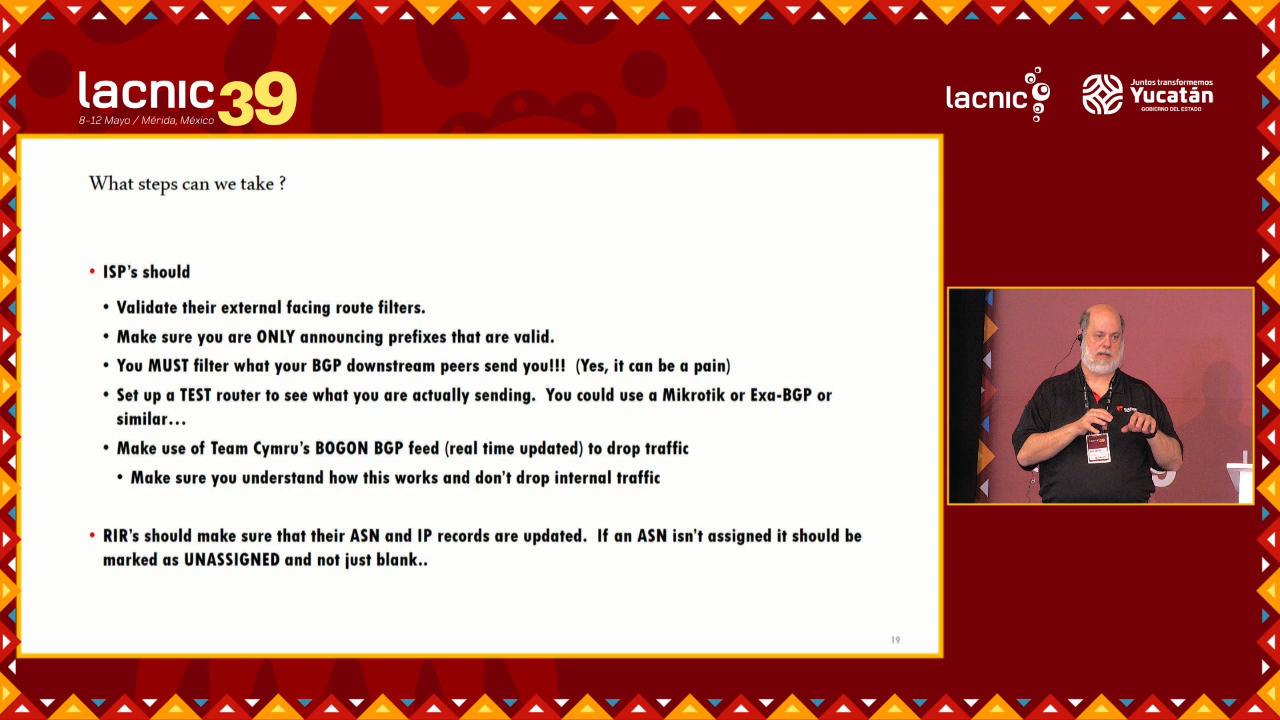 lacnic 39
8-12 Mayo / Mérida, México
lacnic
Juntos transformemos
Yucatán
GOBIERNO DEL ESTADO
What steps can we take ?
• ISP's should
• Validate their external facing route filters.
• Make sure you are ONLY announcing prefixes that are valid.
• You MUST filter what your BGP downstream peers send you!!! (Yes, it can be a pain)
• Set up a TEST router to see what you are actually sending. You could use a Mikrotik or Exa-BGP or
similar...
• Make use of Team Cymru's BOGON BGP feed (real time updated) to drop traffic
• Make sure you understand how this works and don't drop internal traffic
• RIR's should make sure that their ASN and IP records are updated. If an ASN isn't assigned it should be
marked as UNASSIGNED and not just blank..
19